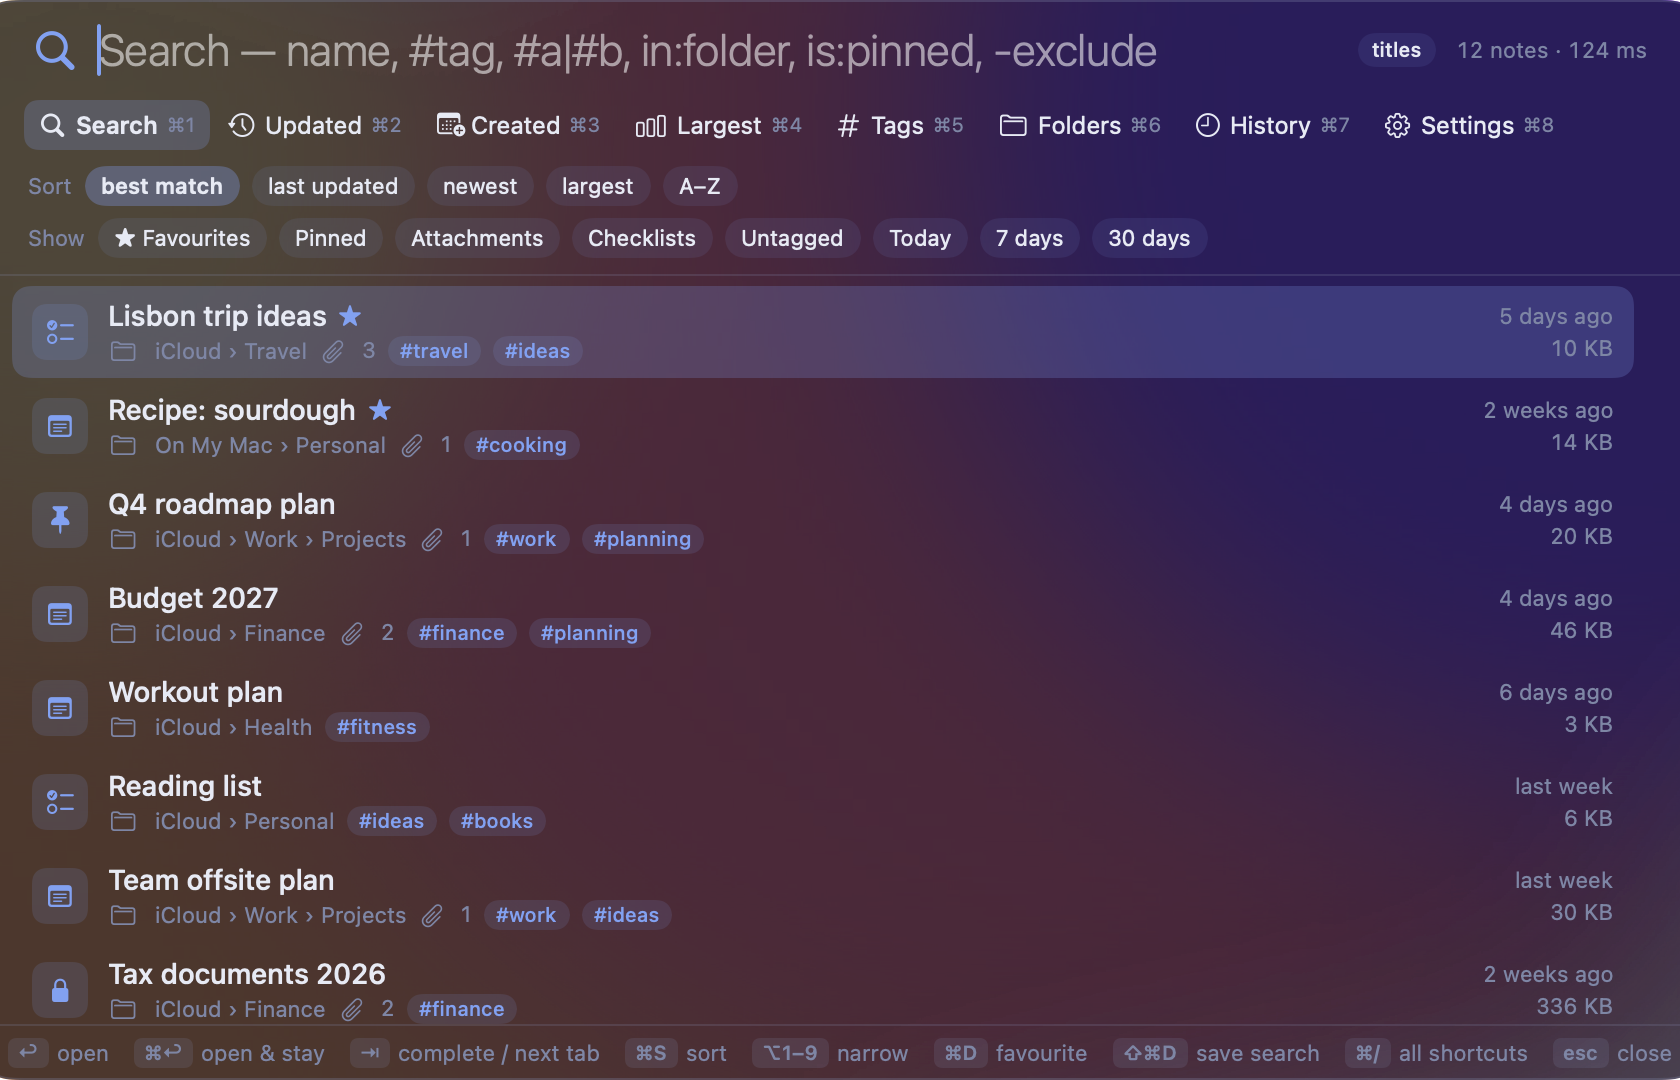 Search — name, #tag, #a|#b, in:folder, is:pinned, -exclude titles 12 notes · 124 ms
Search ⌘1 Updated ⌘2 Created ⌘3 Largest ⌘4 # Tags ⌘5 Folders ⌘6 History ⌘7 Settings ⌘8
Sort best match last updated newest largest A–Z
Show ★ Favourites Pinned Attachments Checklists Untagged Today 7 days 30 days
Lisbon trip ideas ★ 5 days ago
iCloud › Travel 3 #travel #ideas 10 KB
Recipe: sourdough ★ 2 weeks ago
On My Mac › Personal 1 #cooking 14 KB
Q4 roadmap plan 4 days ago
iCloud › Work › Projects 1 #work #planning 20 KB
Budget 2027 4 days ago
iCloud › Finance 2 #finance #planning 46 KB
Workout plan 6 days ago
iCloud › Health #fitness 3 KB
Reading list last week
iCloud › Personal #ideas #books 6 KB
Team offsite plan last week
iCloud › Work › Projects 1 #work #ideas 30 KB
Tax documents 2026 2 weeks ago
iCloud › Finance 2 #finance 336 KB
↩ open ⌘↩ open & stay ⇥ complete / next tab ⌘S sort ⌥1–9 narrow ⌘D favourite ⇧⌘D save search ⌘/ all shortcuts esc close